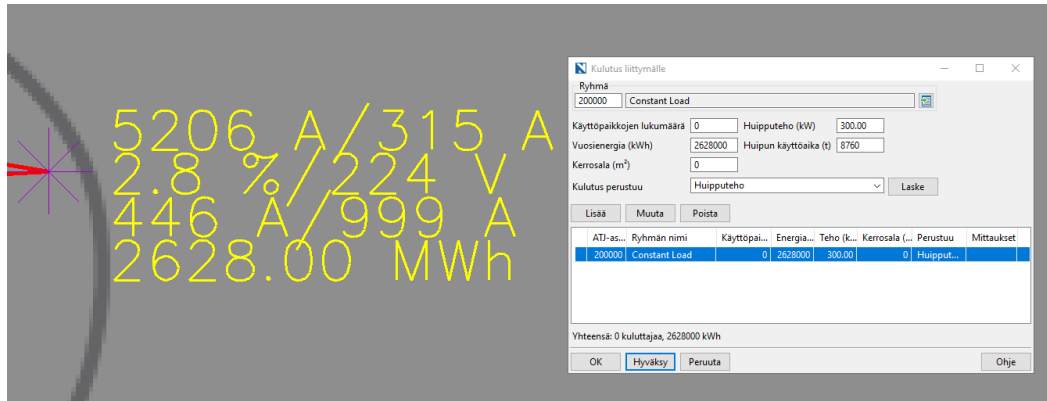 5206 A/315 A
2.8 %/224 V
446 A/999 A
2628.00 MWh
Kulutus liittymälle
Ryhmä
200000 Constant Load
Käyttöpaikkojen lukumäärä 0 Huipputeho (kW) 300.00
Vuosienergia (kWh) 2628000 Huipun käyttöaika (t) 8760
Kerrosala (m²) 0
Kulutus perustuu Huipputeho Laske
Lisää Muuta Poista
ATJ-as... Ryhmän nimi Käyttöpai... Energia... Teho (k... Kerrosala (... Perustuu Mittaukset
200000 Constant Load 0 2628000 300.00 0 Huipput...
Yhteensä: 0 kuluttajaa, 2628000 kWh
OK Hyväksy Peruuta Ohje